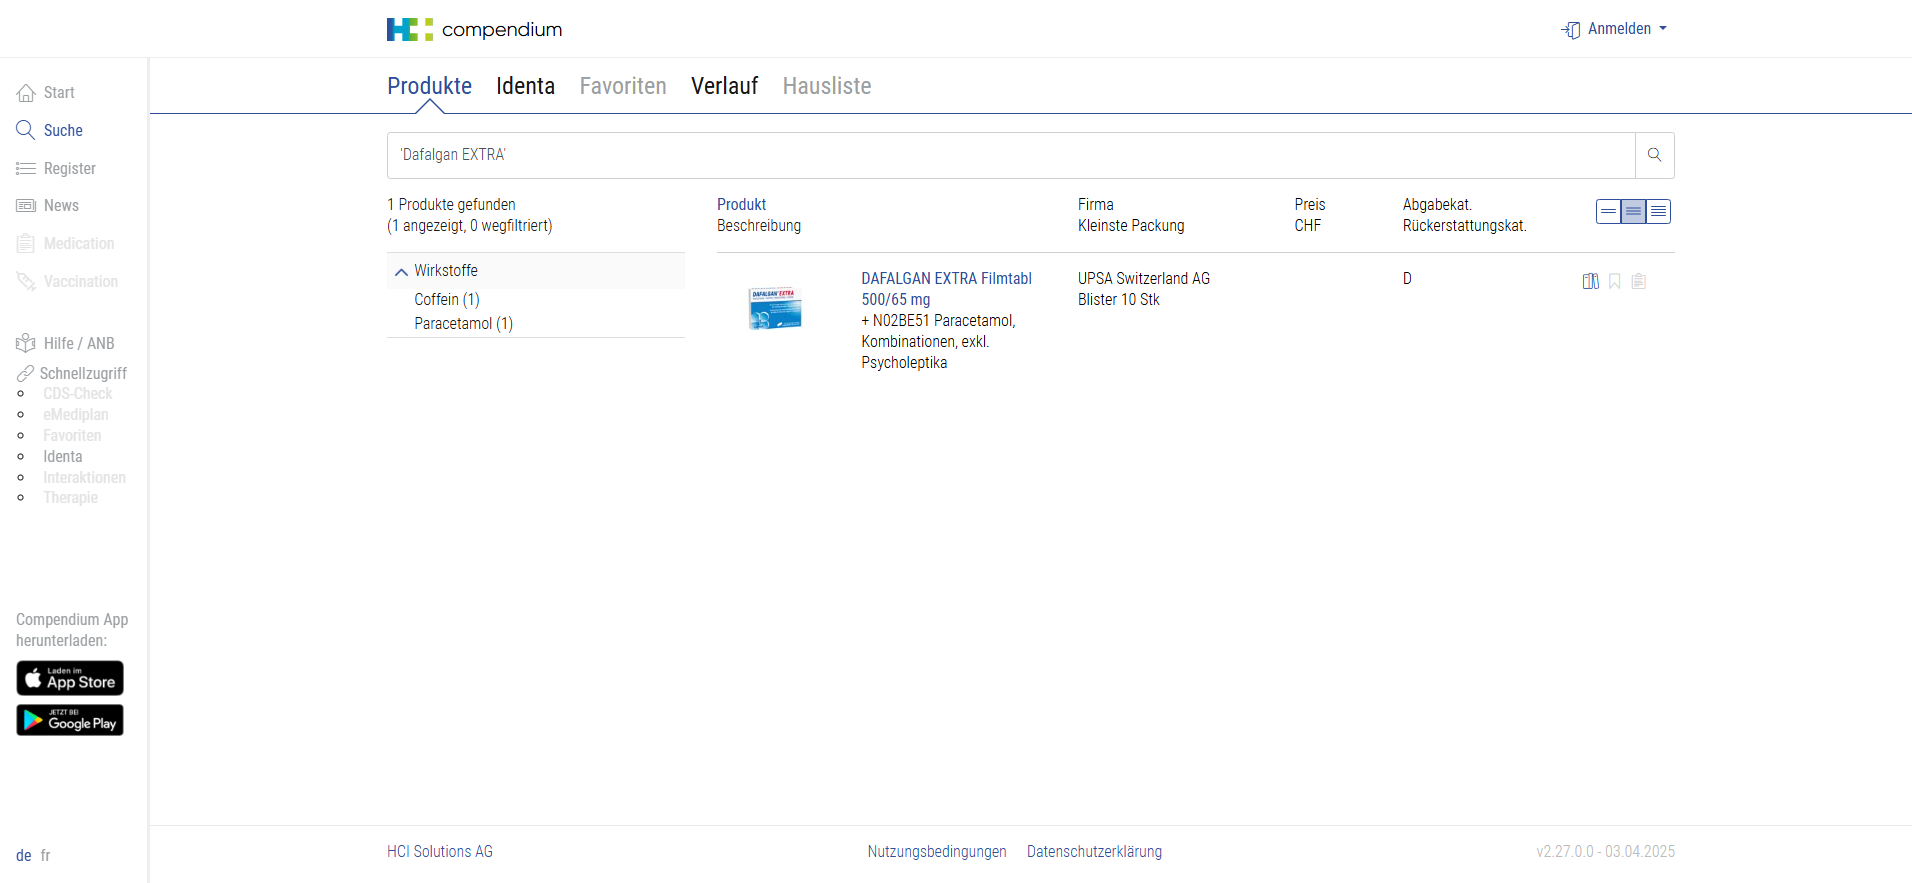 compendium
Anmelden
Start
Suche
Register
News
Medication
Vaccination
Hilfe / ANB
Schnellzugriff
CDS-Check
eMediplan
Favoriten
Identa
Interaktionen
Therapie
Compendium App
herunterladen:
Laden im
App Store
JETZT BEI
Google Play
de fr
Produkte Identa Favoriten Verlauf Hausliste
'Dafalgan EXTRA'
1 Produkte gefunden
(1 angezeigt, 0 wegfiltriert)
Wirkstoffe
Coffein (1)
Paracetamol (1)
Produkt
Beschreibung
Firma
Kleinste Packung
Preis
CHF
Abgabekat.
Rückerstattungskat.
DAFALGAN EXTRA
DAFALGAN EXTRA Filmtabl
500/65 mg
+ N02BE51 Paracetamol,
Kombinationen, exkl.
Psycholeptika
UPSA Switzerland AG
Blister 10 Stk
D
HCI Solutions AG
Nutzungsbedingungen
Datenschutzerklärung
v2.27.0.0 - 03.04.2025